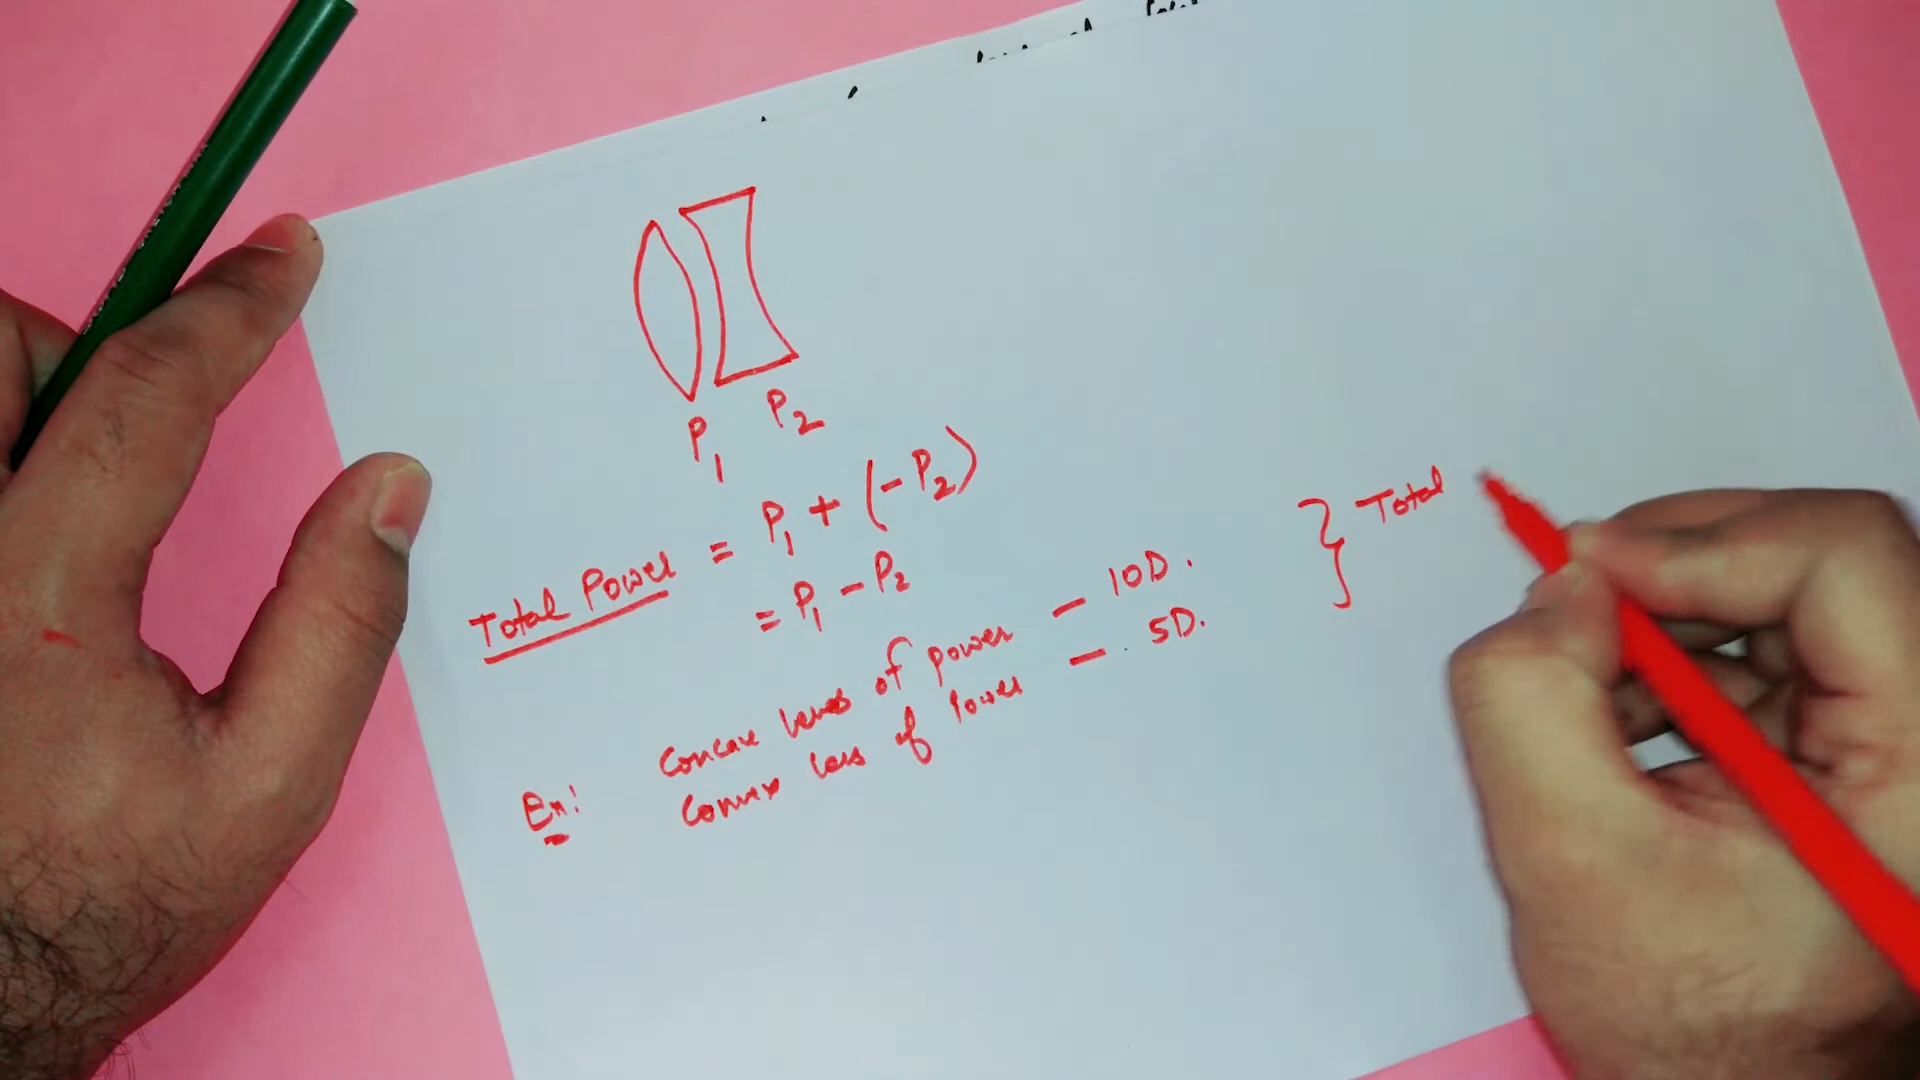 P1 P2
Total Power = P1 + (-P2)
= P1 - P2
Ex:
Concave lens of power - 10D.
Convex lens of Power - 5D.
} Total